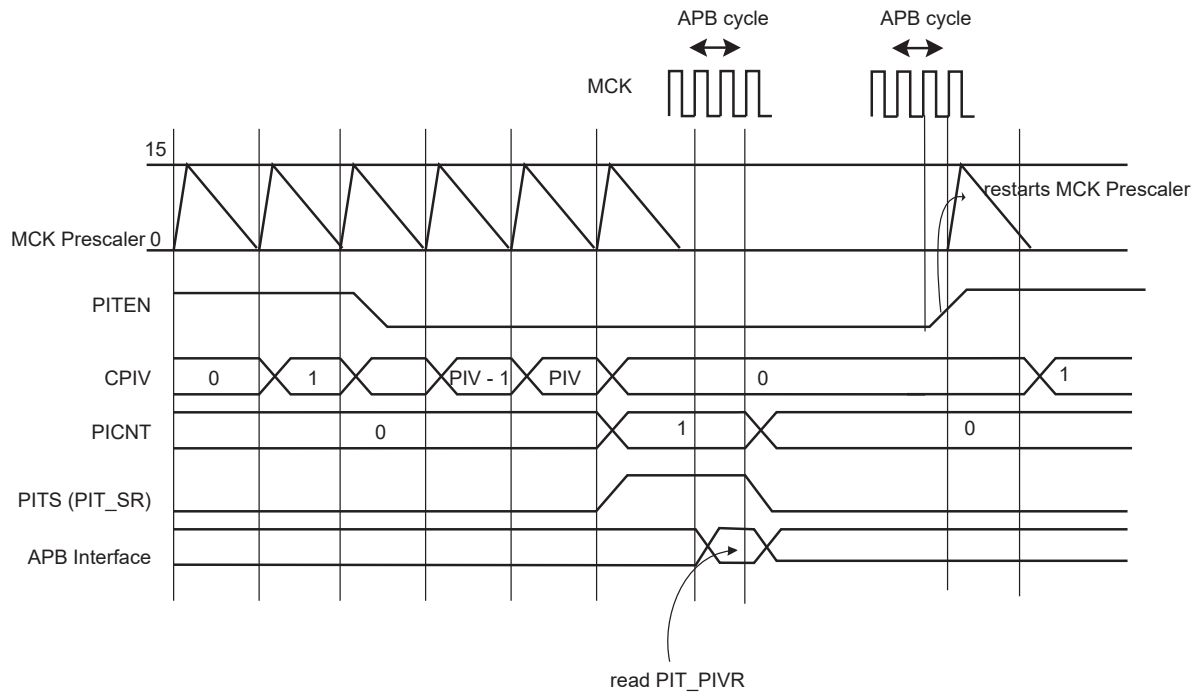 APB cycle APB cycle
MCK
15
restarts MCK Prescaler
MCK Prescaler 0
PITEN
CPIV 0 1 PIV - 1 PIV 0 1
PICNT 0 1 0
PITS (PIT_SR)
APB Interface
read PIT_PIVR